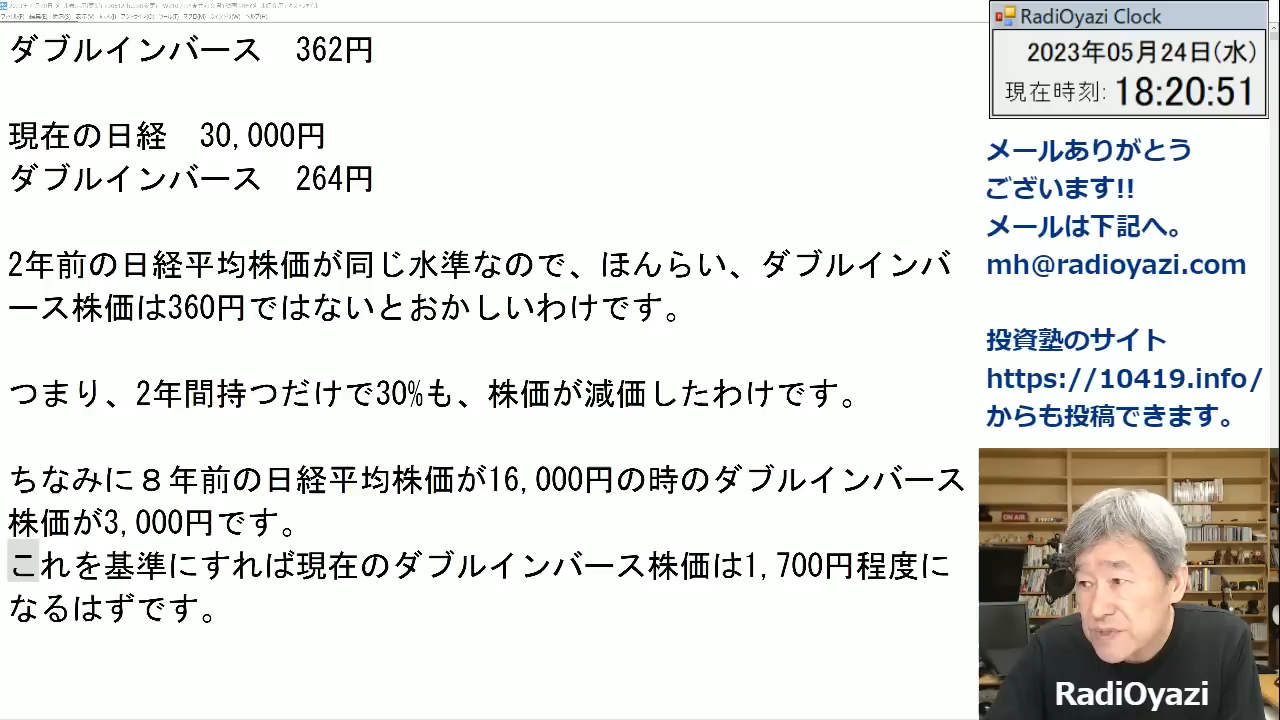 ダブルインバース　362円
現在の日経　30,000円
ダブルインバース　264円
2年前の日経平均株価が同じ水準なので、ほんらい、ダブルインバ
ース株価は360円ではないとおかしいわけです。
つまり、2年間持つだけで30%も、株価が減価したわけです。
ちなみに８年前の日経平均株価が16,000円の時のダブルインバース
株価が3,000円です。
これを基準にすれば現在のダブルインバース株価は1,700円程度に
なるはずです。
RadiOyazi Clock
2023年05月24日(水)
現在時刻: 18:20:51
メールありがとう
ございます!!
メールは下記へ。
mh@radioyazi.com
投資塾のサイト
https://10419.info/
からも投稿できます。
ON AIR
RadiOyazi